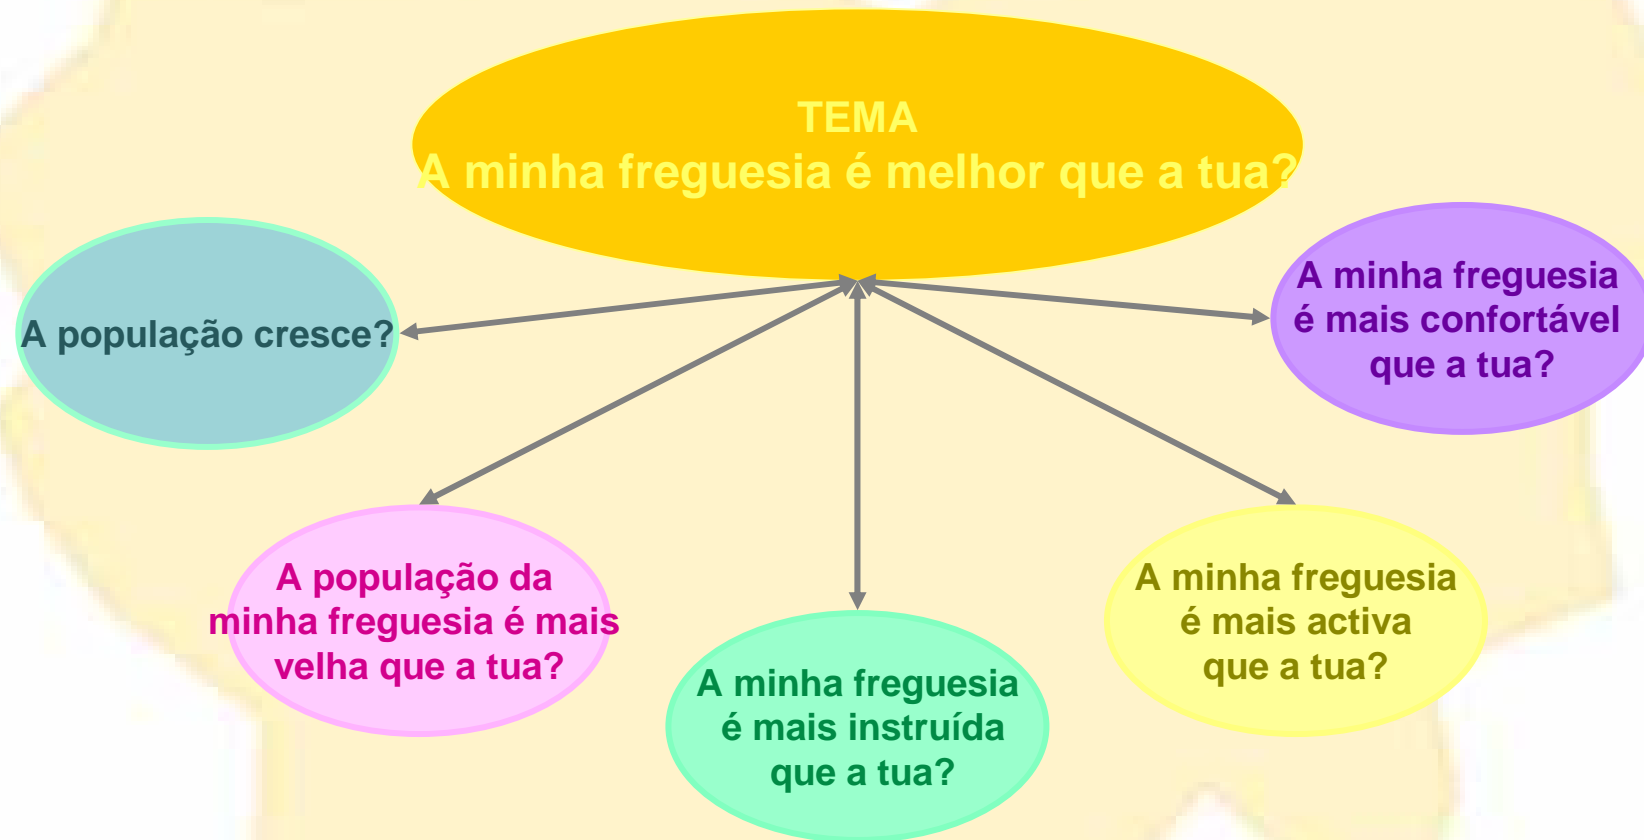 TEMA
A minha freguesia é melhor que a tua?
A população cresce?
A minha freguesia
é mais confortável
que a tua?
A população da
minha freguesia é mais
velha que a tua?
A minha freguesia
é mais instruída
que a tua?
A minha freguesia
é mais activa
que a tua?